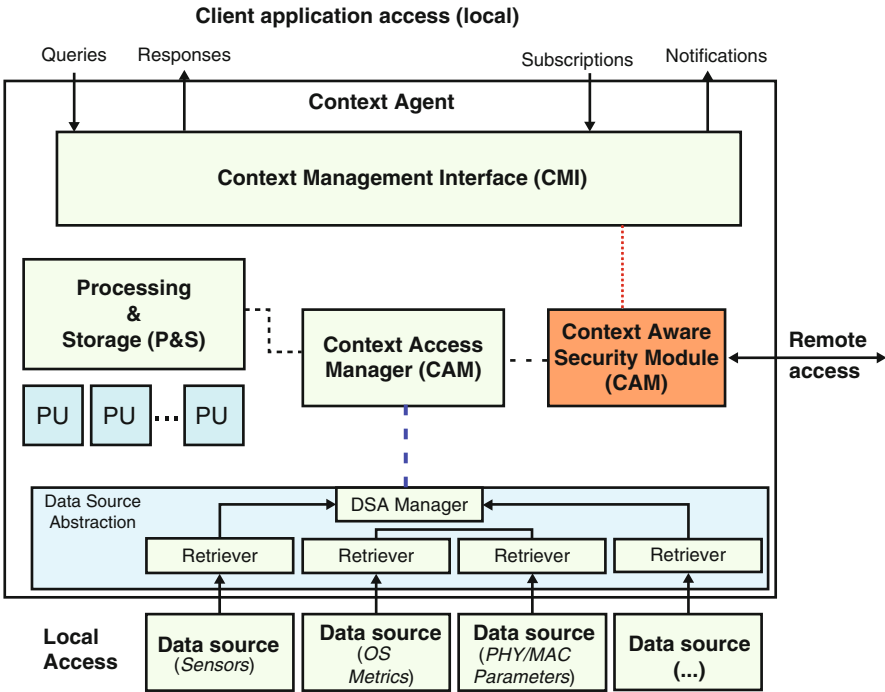 Client application access (local)
Queries
Responses
Subscriptions
Notifications
Context Agent
Context Management Interface (CMI)
Processing
&
Storage (P&S)
Context Access
Manager (CAM)
Context Aware
Security Module
(CAM)
Remote
access
PU
PU
...
PU
Data Source
Abstraction
DSA Manager
Retriever
Retriever
Retriever
Retriever
Local
Access
Data source
(Sensors)
Data source
(OS
Metrics)
Data source
(PHY/MAC
Parameters)
Data source
(...)